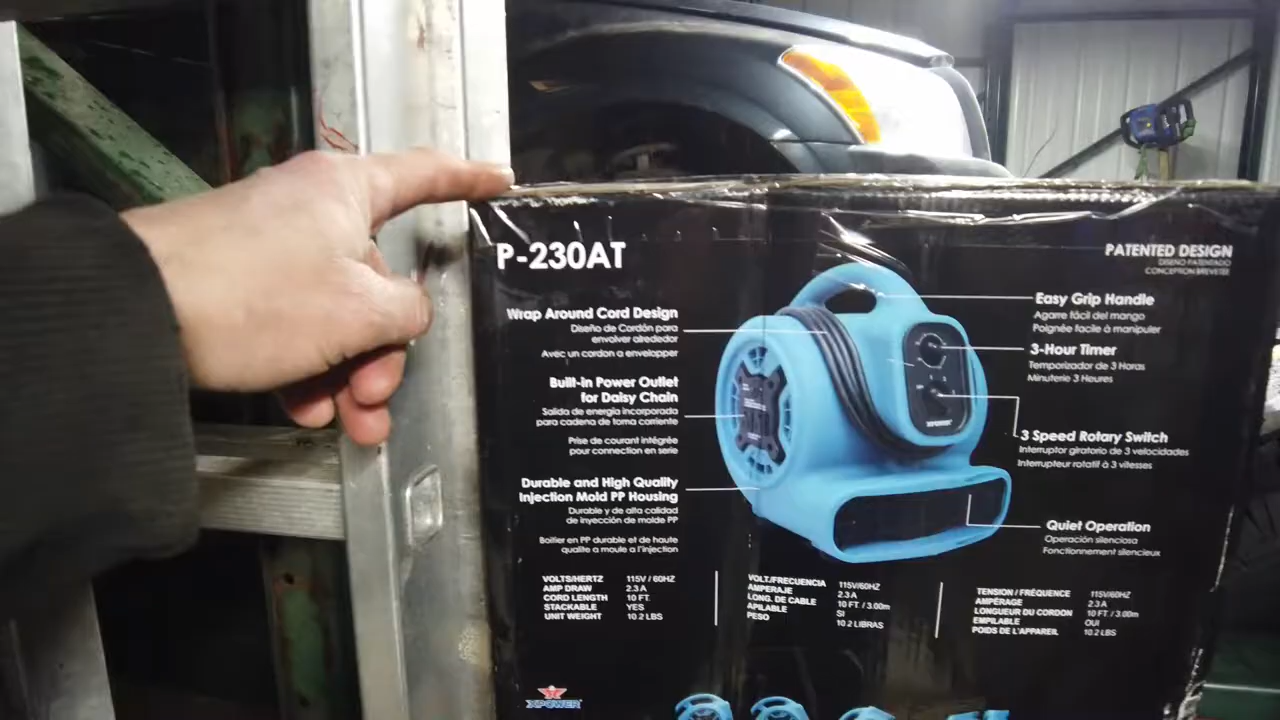 P-230AT
PATENTED DESIGN
DISEÑO PATENTADO
CONCEPTION BREVETEE
Wrap Around Cord Design
Diseño de Cordón para
envolver alrededor
Avec un cordon a envelopper
Built-in Power Outlet
for Daisy Chain
Salida de energía incorporada
para cadena de toma corriente
Prise de courant intégrée
pour connection en serie
Durable and High Quality
Injection Mold PP Housing
Durable y de alta calidad
de inyección de molde PP
Boitier en PP durable et de haute
qualite a moule a l'injection
Easy Grip Handle
Agarre fácil del mango
Poignée facile à manipuler
3-Hour Timer
Temporizador de 3 Horas
Minuterie 3 Heures
3 Speed Rotary Switch
Interruptor giratorio de 3 velocidades
Interrupteur rotatif à 3 vitesses
Quiet Operation
Operación silenciosa
Fonctionnement silencieux
XPOWER
VOLTS/HERTZ 115V / 60HZ
AMP DRAW 2.3 A
CORD LENGTH 10 FT.
STACKABLE YES
UNIT WEIGHT 10.2 LBS
VOLT./FRECUENCIA 115V/60HZ
AMPERAJE 2.3 A
LONG. DE CABLE 10 FT. / 3.00m
APILABLE SI
PESO 10.2 LIBRAS
TENSION / FRÉQUENCE 115V/60HZ
AMPÉRAGE 2.3 A
LONGUEUR DU CORDON 10 FT. / 3.00m
EMPILABLE OUI
POIDS DE L'APPAREIL 10.2 LBS
XPOWER